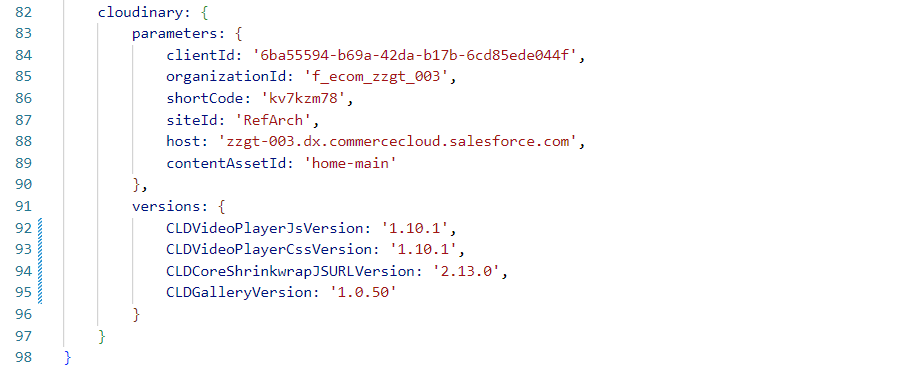 82 cloudinary: {
83 parameters: {
84 clientId: '6ba55594-b69a-42da-b17b-6cd85ede044f',
85 organizationId: 'f_ecom_zzgt_003',
86 shortCode: 'kv7kzm78',
87 siteId: 'RefArch',
88 host: 'zzgt-003.dx.commercecloud.salesforce.com',
89 contentAssetId: 'home-main'
90 },
91 versions: {
92 CLDVideoPlayerJsVersion: '1.10.1',
93 CLDVideoPlayerCssVersion: '1.10.1',
94 CLDCoreShrinkwrapJSURLVersion: '2.13.0',
95 CLDGalleryVersion: '1.0.50'
96 }
97 }
98 }